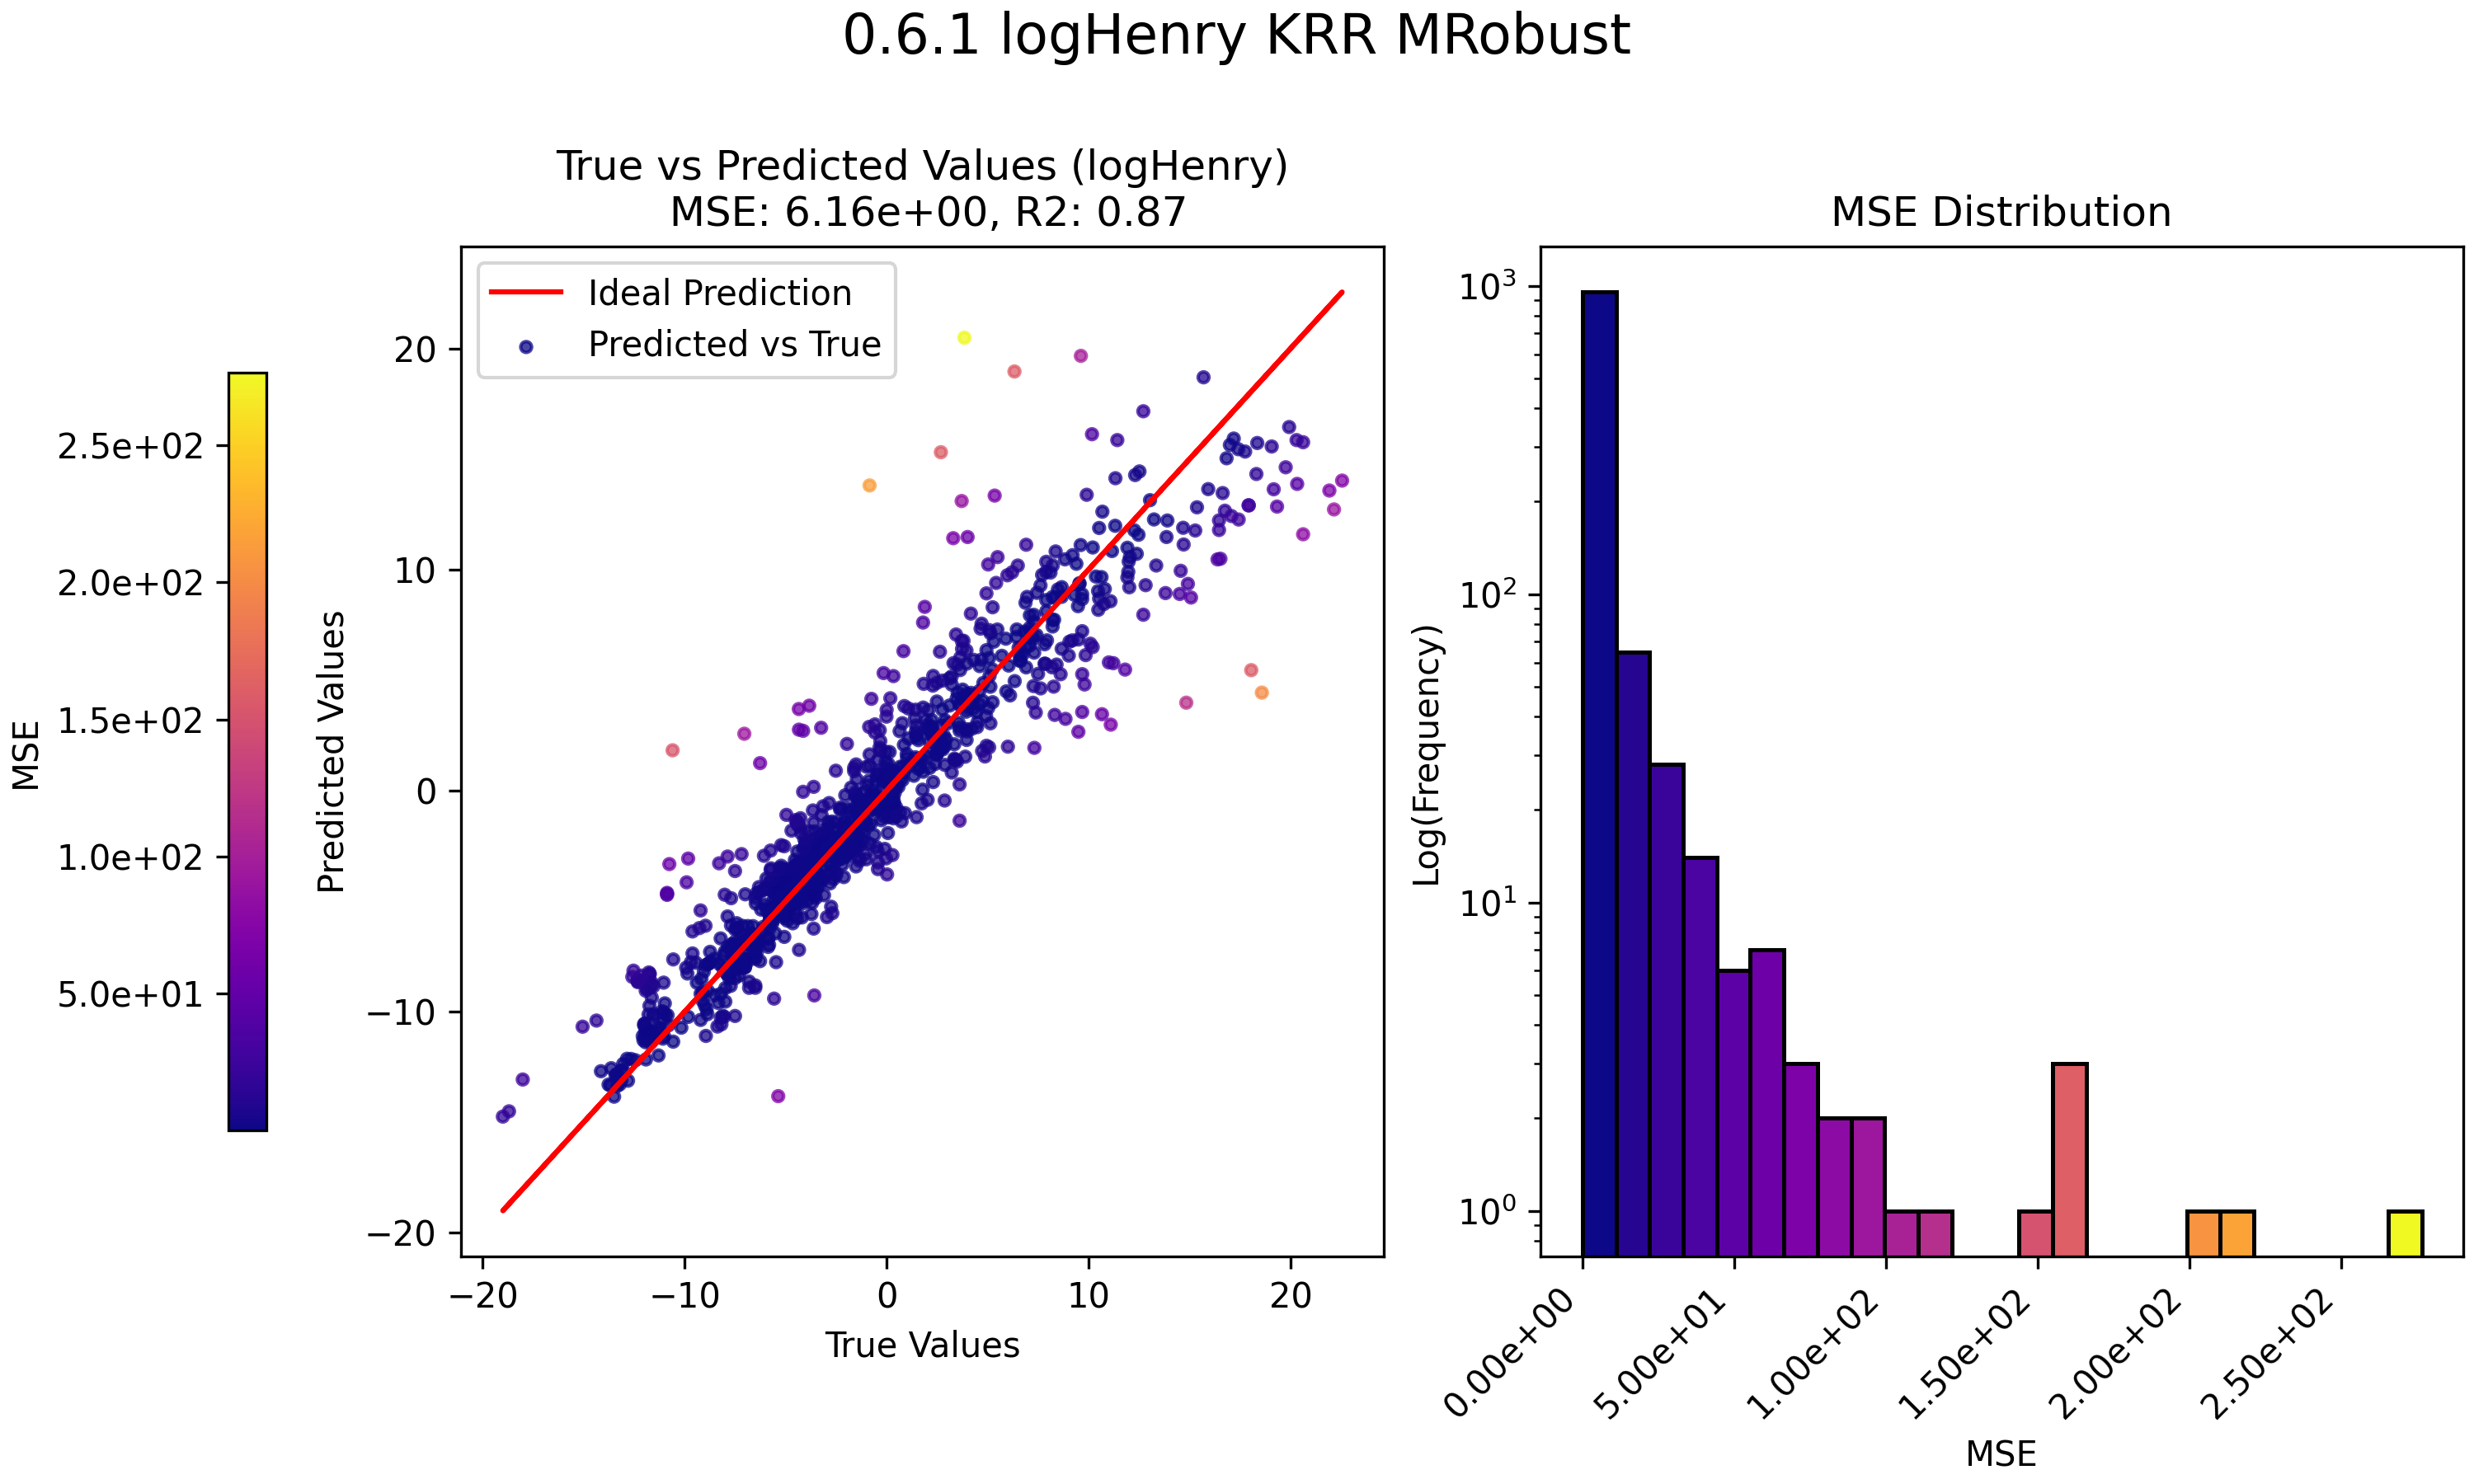 0.6.1 logHenry KRR MRobust
True vs Predicted Values (logHenry)
MSE: 6.16e+00, R2: 0.87
MSE Distribution
Ideal Prediction
Predicted vs True
2.5e+02
2.0e+02
1.5e+02
1.0e+02
5.0e+01
MSE
Predicted Values
20
10
0
−10
−20
−20
−10
0
10
20
True Values
Log(Frequency)
10³
10²
10¹
10⁰
0.00e+00
5.00e+01
1.00e+02
1.50e+02
2.00e+02
2.50e+02
MSE